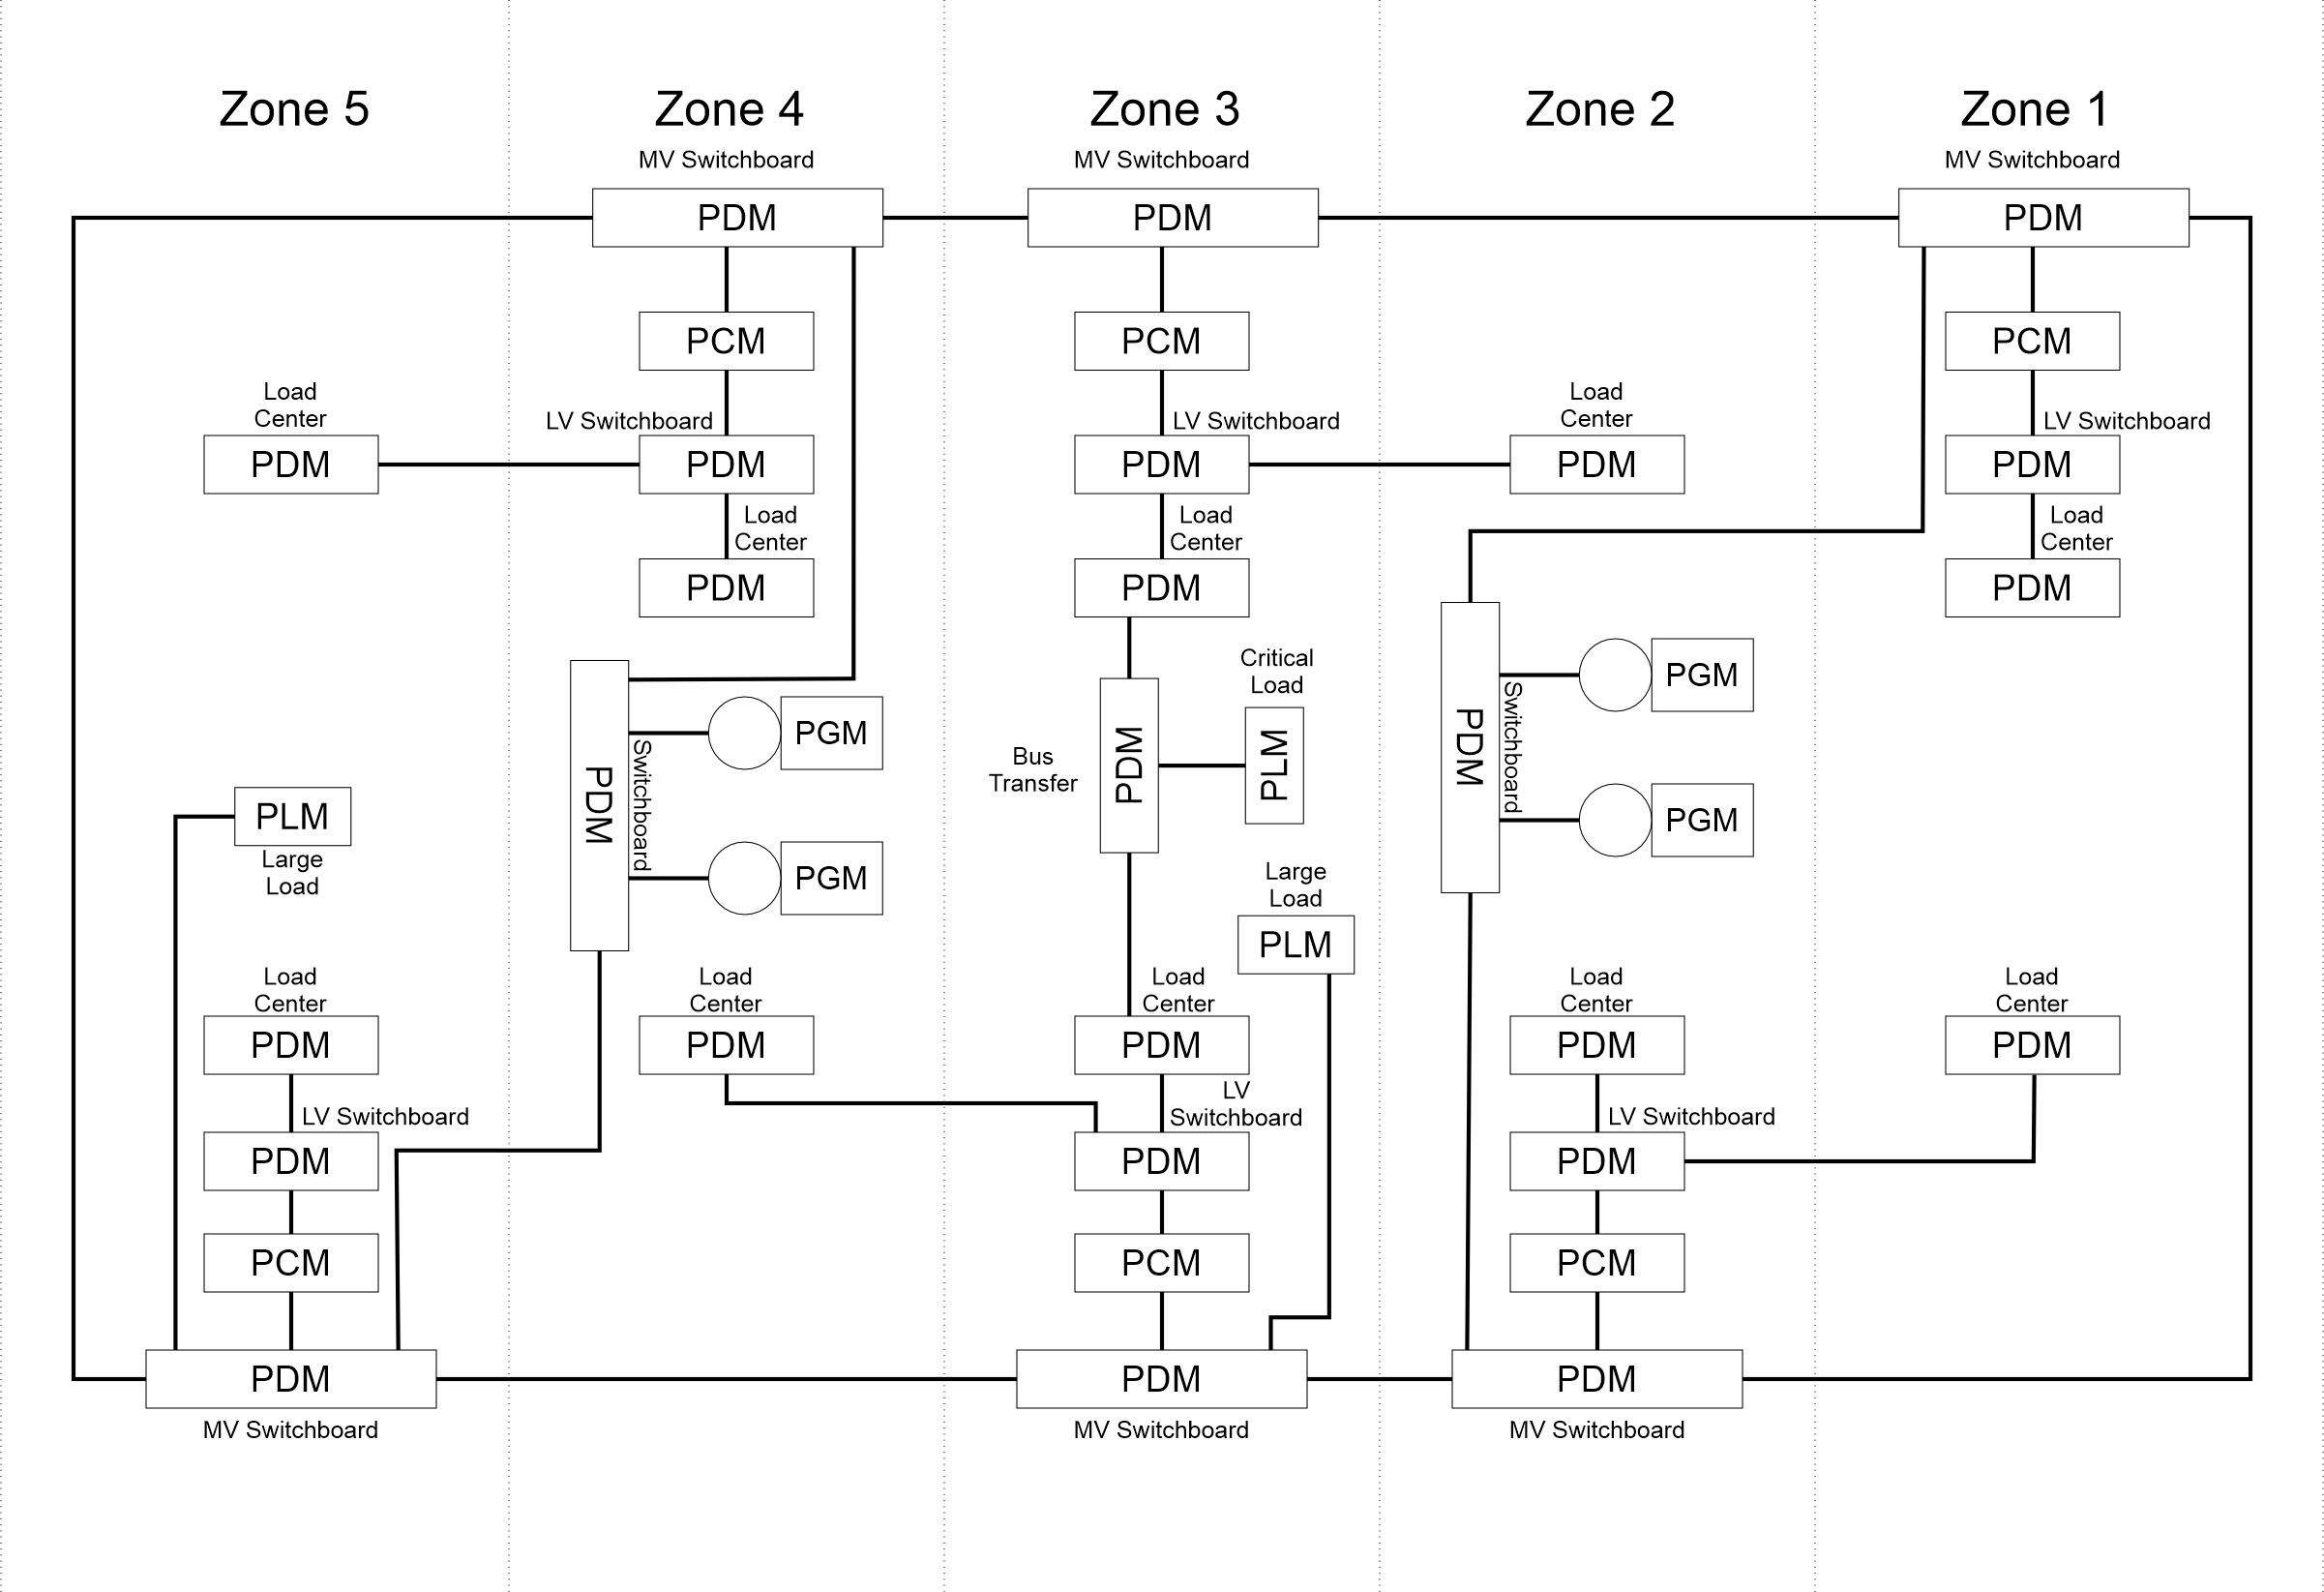 Zone 5
Zone 4
Zone 3
Zone 2
Zone 1
MV Switchboard
MV Switchboard
MV Switchboard
PDM
PDM
PDM
PCM
PCM
PCM
Load
Center
LV Switchboard
LV Switchboard
Load
Center
LV Switchboard
PDM
PDM
PDM
PDM
PDM
Load
Center
Load
Center
Load
Center
PDM
PDM
PDM
PDM
Switchboard
PGM
PGM
Bus
Transfer
PDM
Critical
Load
PLM
PDM
Switchboard
PGM
PGM
PLM
Large
Load
Large
Load
PLM
Load
Center
Load
Center
Load
Center
Load
Center
Load
Center
PDM
PDM
PDM
PDM
PDM
LV Switchboard
LV
Switchboard
LV Switchboard
PDM
PDM
PDM
PCM
PCM
PCM
PDM
PDM
PDM
MV Switchboard
MV Switchboard
MV Switchboard